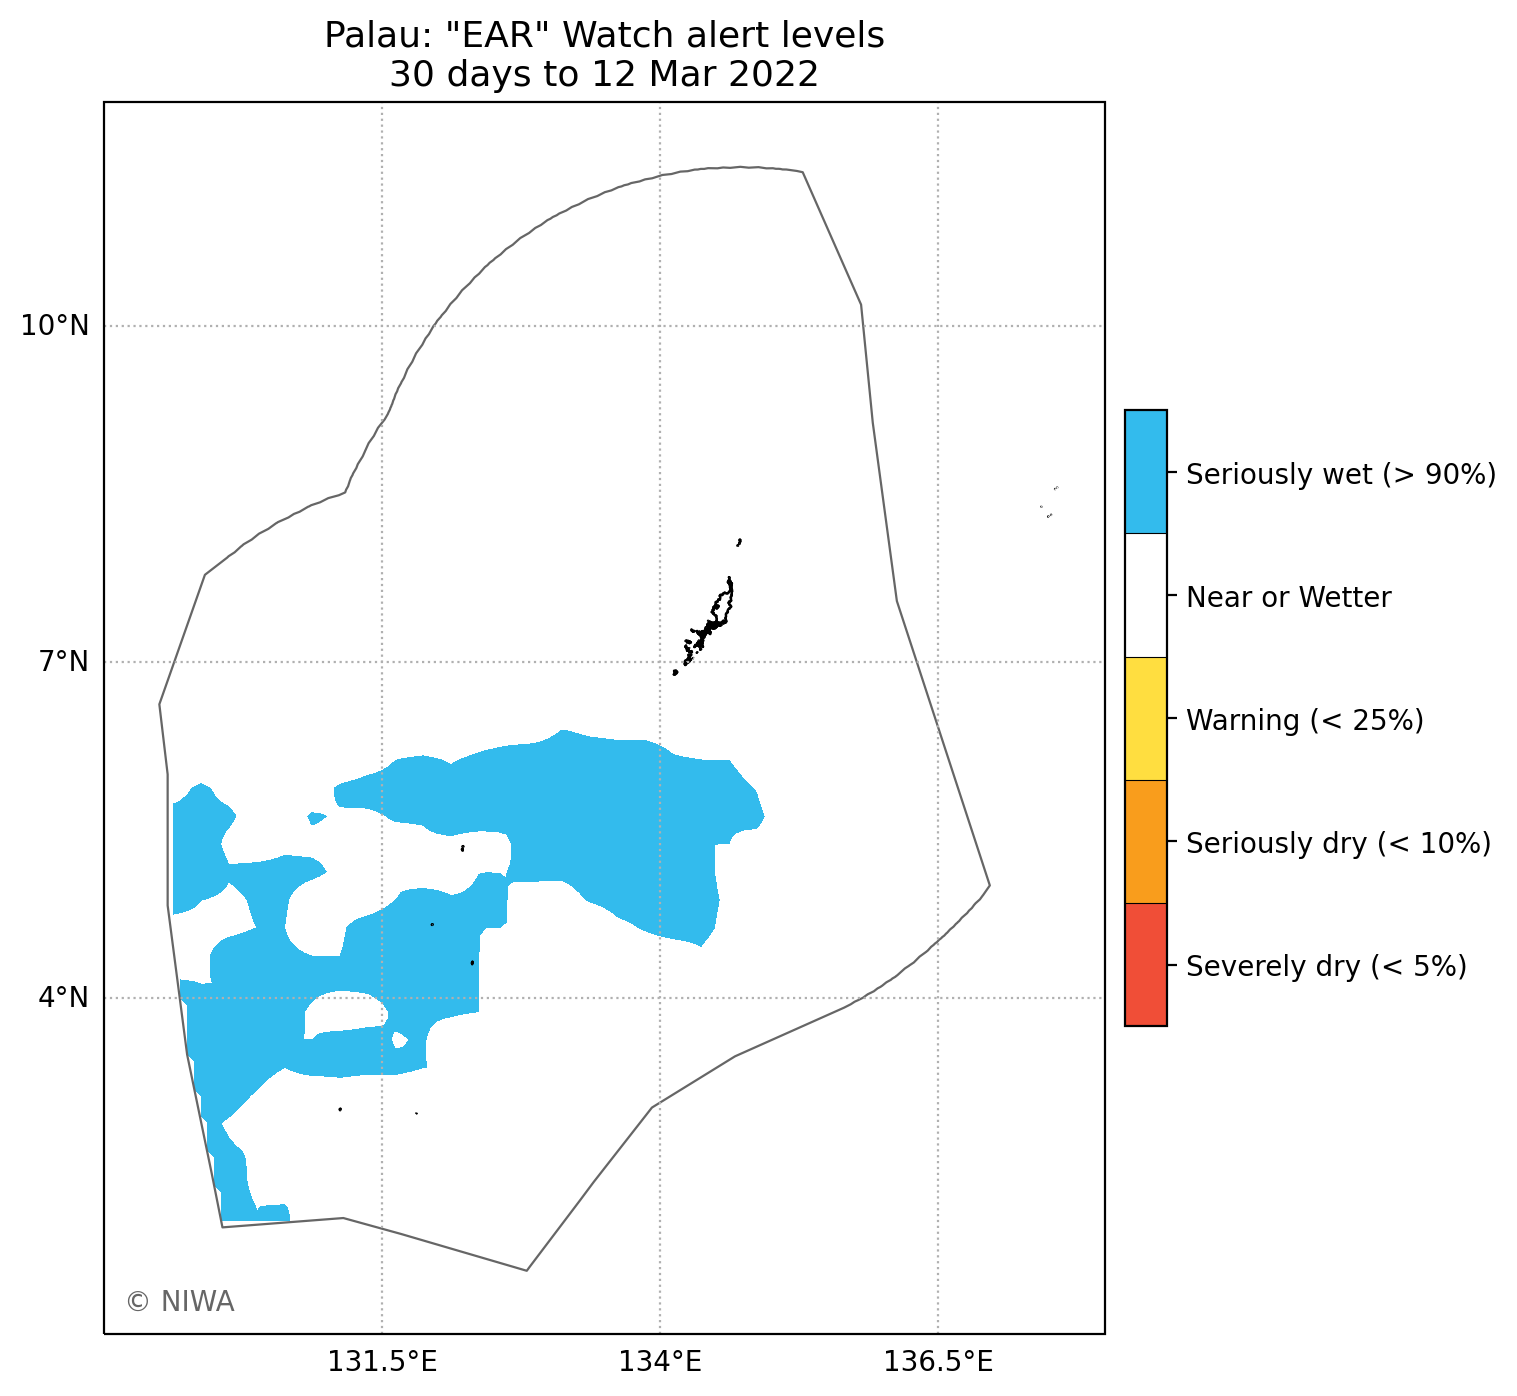 Palau: "EAR" Watch alert levels
30 days to 12 Mar 2022
10°N
7°N
4°N
131.5°E
134°E
136.5°E
Seriously wet (> 90%)
Near or Wetter
Warning (< 25%)
Seriously dry (< 10%)
Severely dry (< 5%)
© NIWA